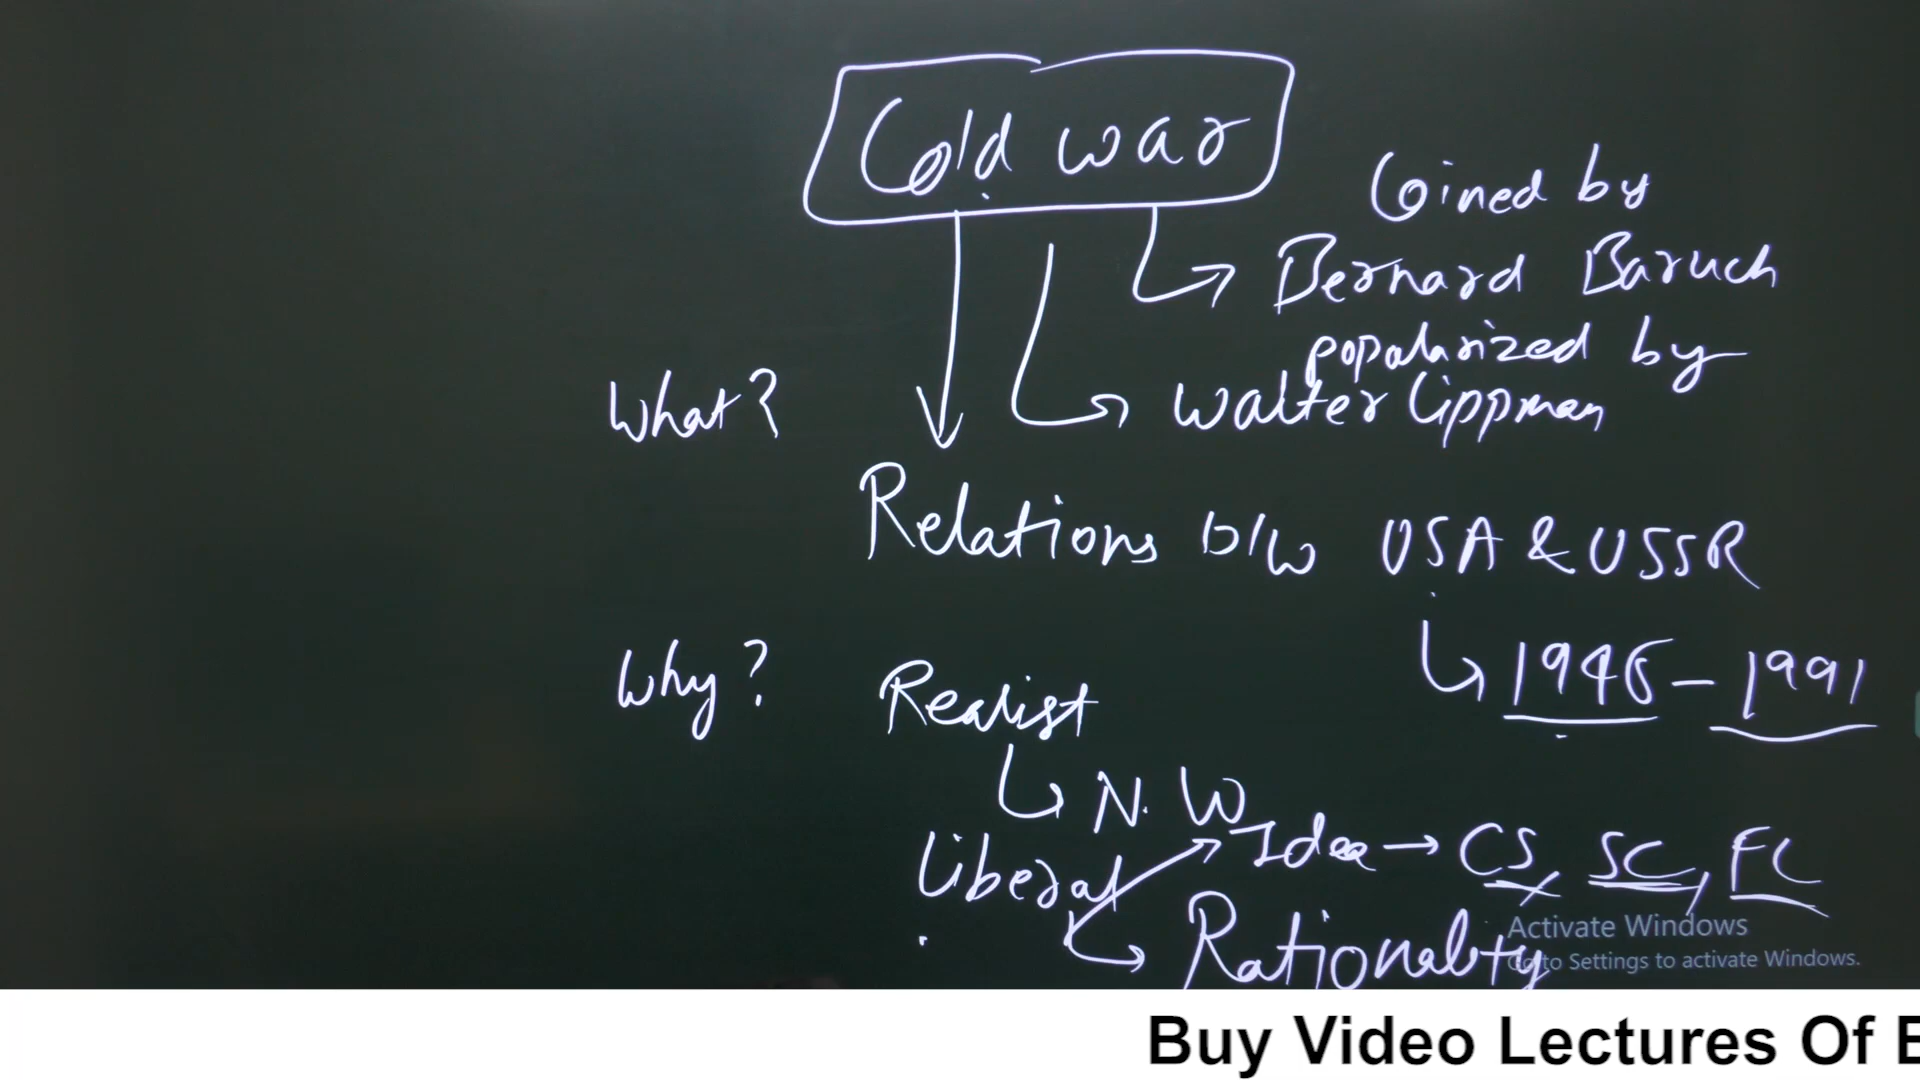 Cold war
Coined by
Bernard Baruch
popularized by
What?
Walter Lippman
Relations b/w USA & USSR
1946 - 1991
Why?
Realist
N. W
Liberal
Idea → CS, SC, FC
Rationality
Activate Windows
Go to Settings to activate Windows.
Buy Video Lectures Of E